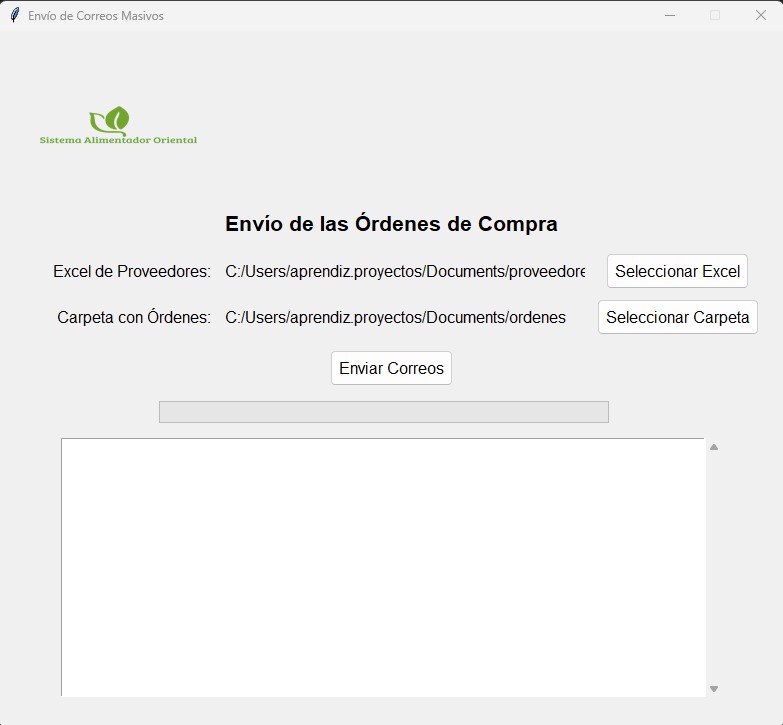 Envío de Correos Masivos
Sistema Alimentador Oriental
Envío de las Órdenes de Compra
Excel de Proveedores: C:/Users/aprendiz.proyectos/Documents/proveedore Seleccionar Excel
Carpeta con Órdenes: C:/Users/aprendiz.proyectos/Documents/ordenes Seleccionar Carpeta
Enviar Correos